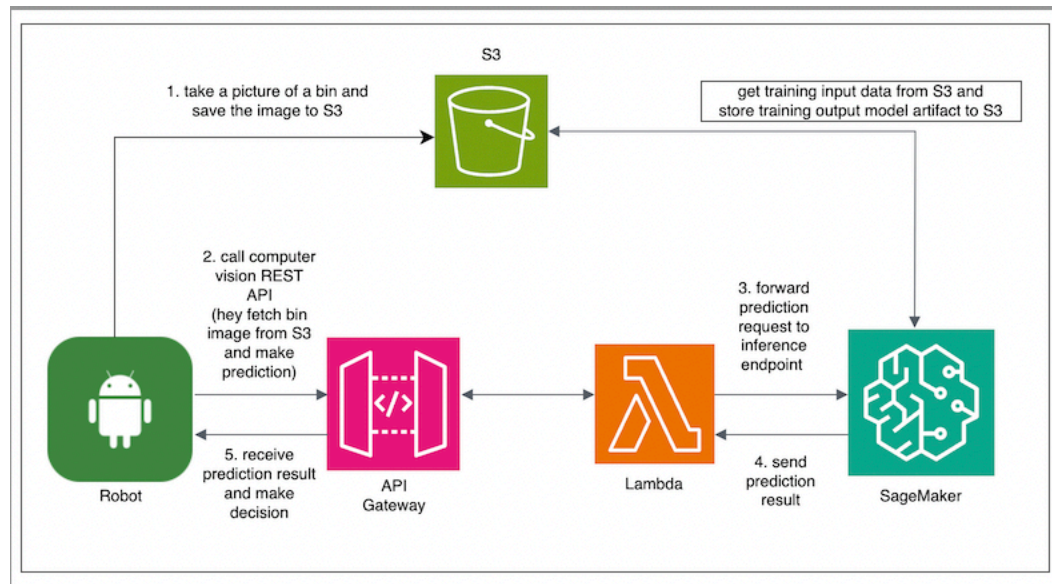 S3
1. take a picture of a bin and
save the image to S3
get training input data from S3 and
store training output model artifact to S3
2. call computer
vision REST
API
(hey fetch bin
image from S3
and make
prediction)
3. forward
prediction
request to
inference
endpoint
</>
5. receive
prediction result
and make
decision
4. send
prediction
result
Robot
API
Gateway
Lambda
SageMaker